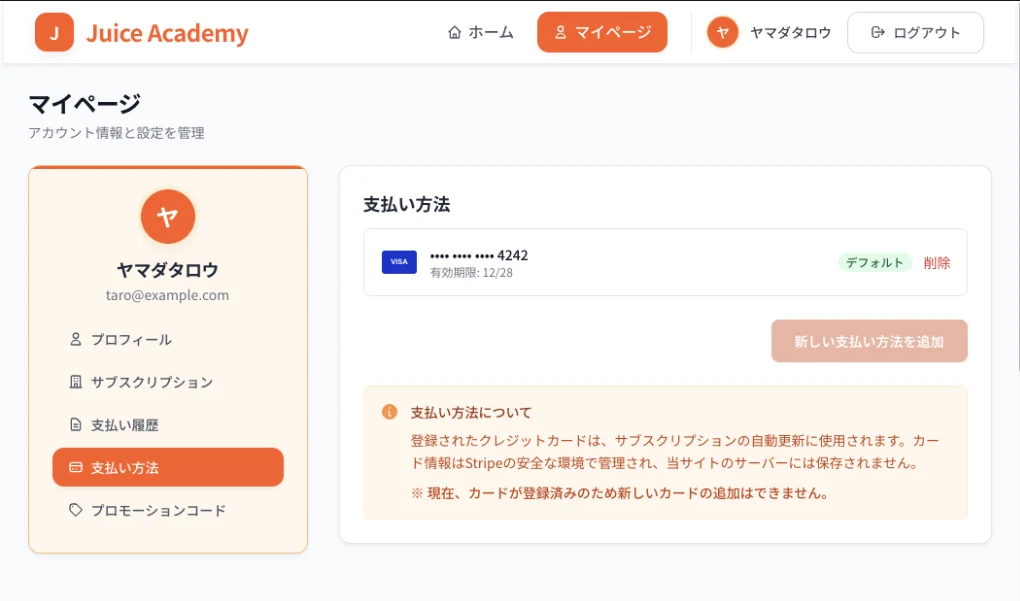 J
Juice Academy
ホーム
マイページ
ヤ
ヤマダタロウ
ログアウト
マイページ
アカウント情報と設定を管理
ヤ
ヤマダタロウ
taro@example.com
プロフィール
サブスクリプション
支払い履歴
支払い方法
プロモーションコード
支払い方法
VISA
•••• •••• •••• 4242
有効期限: 12/28
デフォルト
削除
新しい支払い方法を追加
支払い方法について
登録されたクレジットカードは、サブスクリプションの自動更新に使用されます。カー
ド情報はStripeの安全な環境で管理され、当サイトのサーバーには保存されません。
※ 現在、カードが登録済みのため新しいカードの追加はできません。